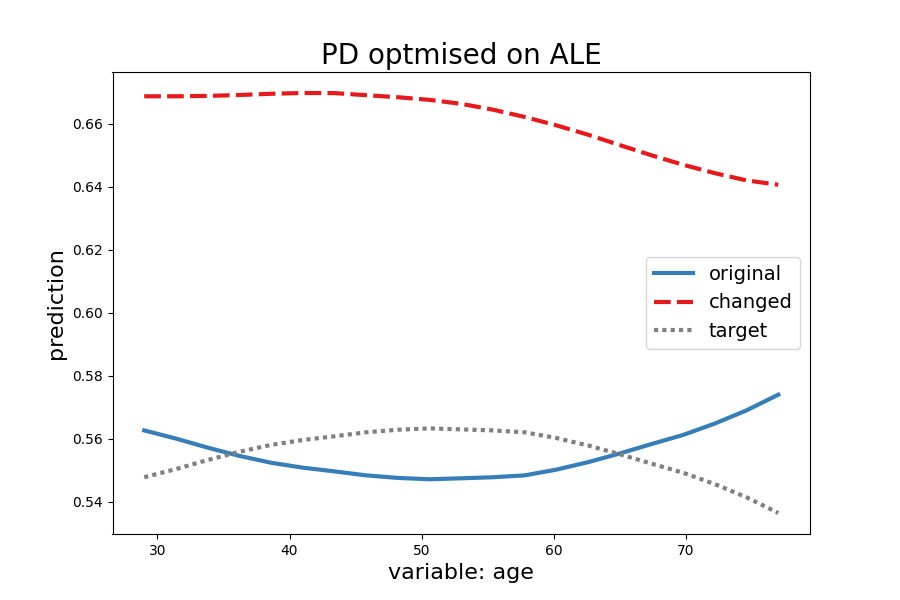 PD optmised on ALE
prediction
0.66
0.64
0.62
0.60
0.58
0.56
0.54
original
changed
target
30 40 50 60 70
variable: age